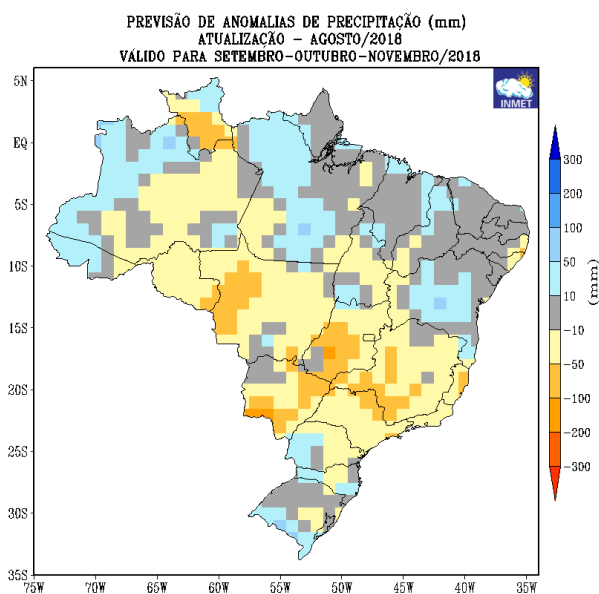 PREVISÃO DE ANOMALIAS DE PRECIPITAÇÃO (mm)
ATUALIZAÇÃO - AGOSTO/2018
VÁLIDO PARA SETEMBRO-OUTUBRO-NOVEMBRO/2018
INMET
5N
EQ
5S
10S
15S
20S
25S
30S
35S
75W 70W 65W 60W 55W 50W 45W 40W 35W
300
200
100
50
10
-10
-50
-100
-200
-300
(mm)